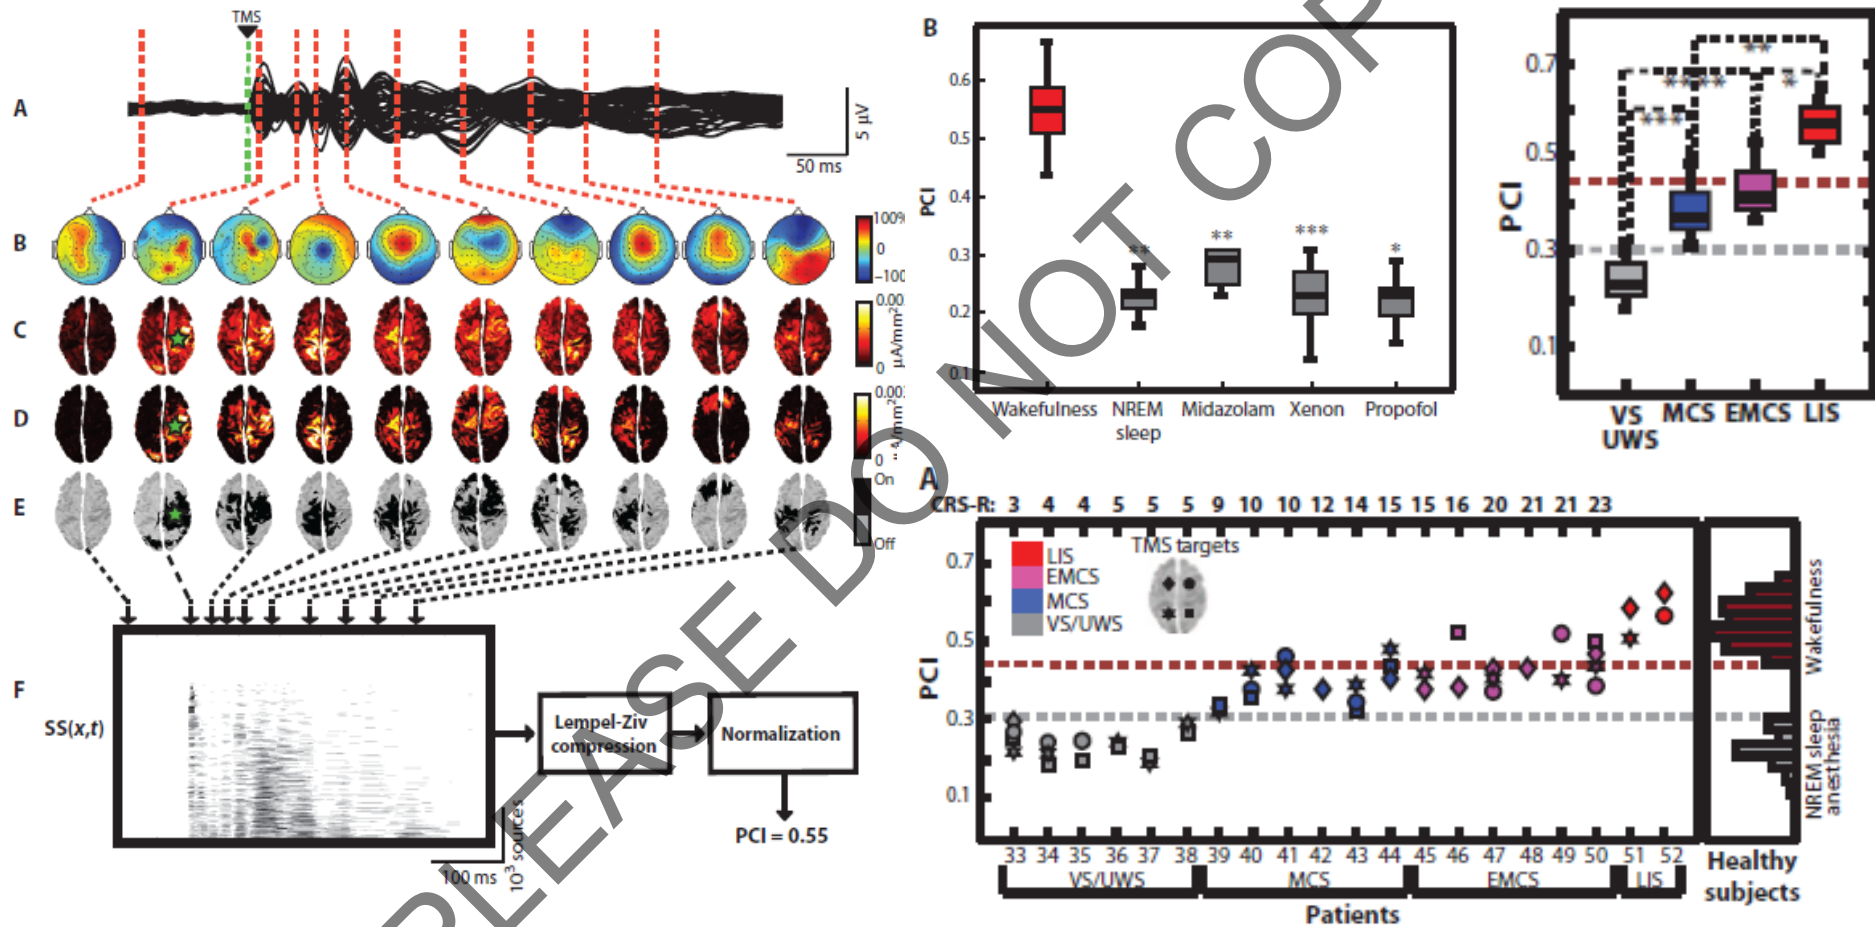 TMS
A
5 µV
50 ms
B
100%
0
-100
C
0.00
µA/mm²
0
D
0.00
µA/mm²
0
E
On
Off
F
SS(x,t)
Lempel-Ziv
compression
Normalization
PCI = 0.55
100 ms
10³ sources
B
PCI
0.6
0.5
0.4
0.3
0.2
0.1
**
**
***
*
Wakefulness
NREM
sleep
Midazolam
Xenon
Propofol
PCI
0.7
0.5
0.3
0.1
**
****
*
***
VS
UWS
MCS
EMCS
LIS
A
CRS-R: 3 4 4 5 5 5 9 10 10 12 14 15 15 16 20 21 21 23
PCI
0.7
0.5
0.3
0.1
LIS
EMCS
MCS
VS/UWS
TMS targets
Wakefulness
NREM sleep
anesthesia
33 34 35 36 37 38 39 40 41 42 43 44 45 46 47 48 49 50 51 52
VS/UWS MCS EMCS LIS
Patients
Healthy
subjects
PLEASE DO NOT COP